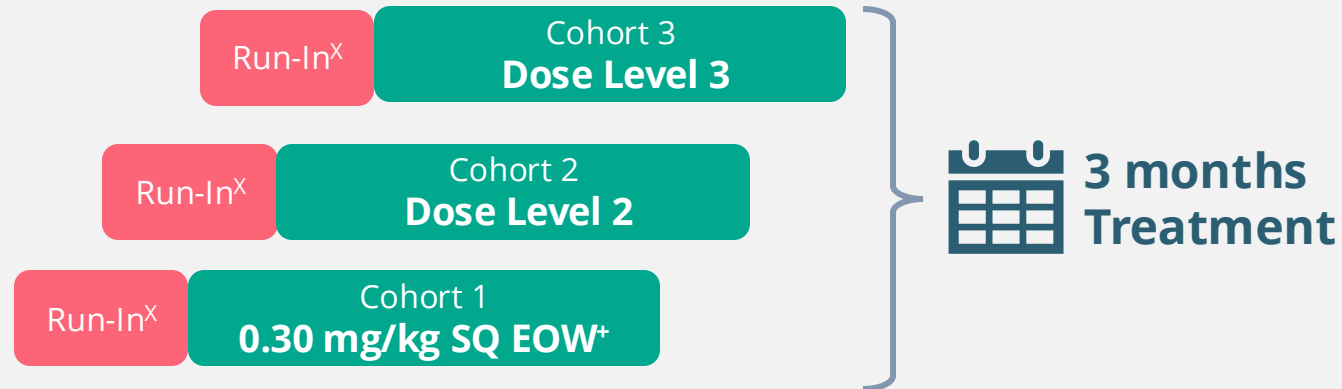 Run-Inˣ
Cohort 3
Dose Level 3
Run-Inˣ
Cohort 2
Dose Level 2
Run-Inˣ
Cohort 1
0.30 mg/kg SQ EOW⁺
3 months
Treatment